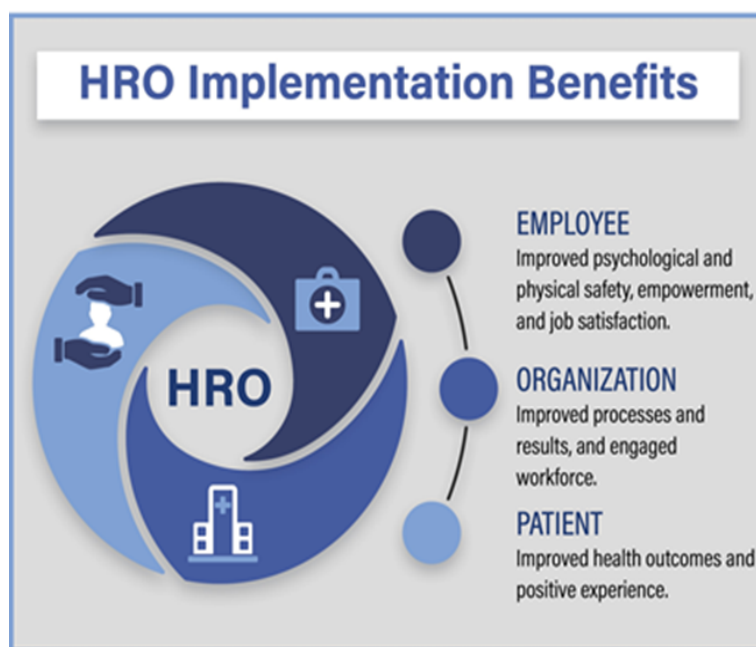 HRO Implementation Benefits
HRO
EMPLOYEE
Improved psychological and
physical safety, empowerment,
and job satisfaction.
ORGANIZATION
Improved processes and
results, and engaged
workforce.
PATIENT
Improved health outcomes and
positive experience.